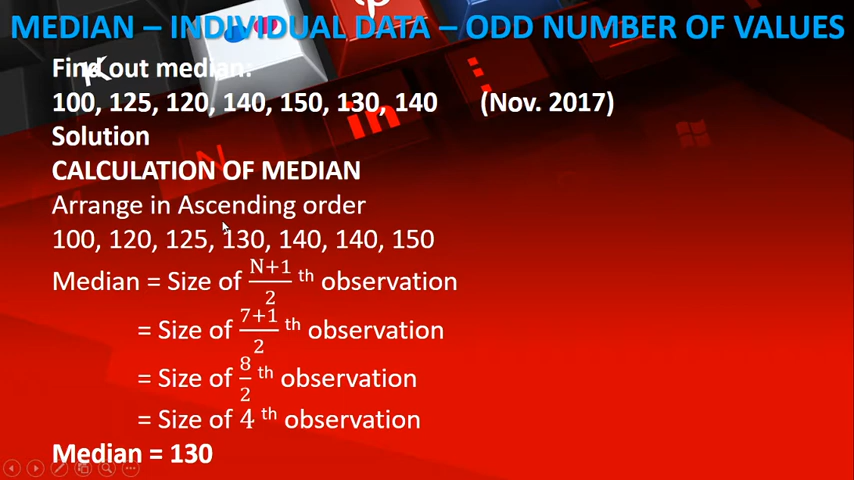 MEDIAN – INDIVIDUAL DATA – ODD NUMBER OF VALUES
Find out median:
100, 125, 120, 140, 150, 130, 140 (Nov. 2017)
Solution
CALCULATION OF MEDIAN
Arrange in Ascending order
100, 120, 125, 130, 140, 140, 150
Median = Size of N+1/2 th observation
= Size of 7+1/2 th observation
= Size of 8/2 th observation
= Size of 4 th observation
Median = 130